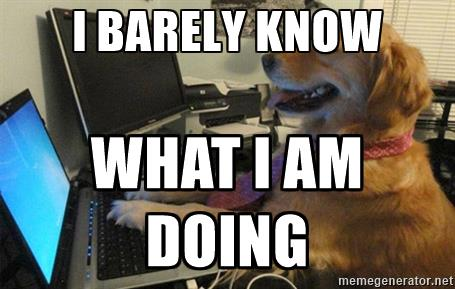 I BARELY KNOW
WHAT I AM
DOING
memegenerator.net